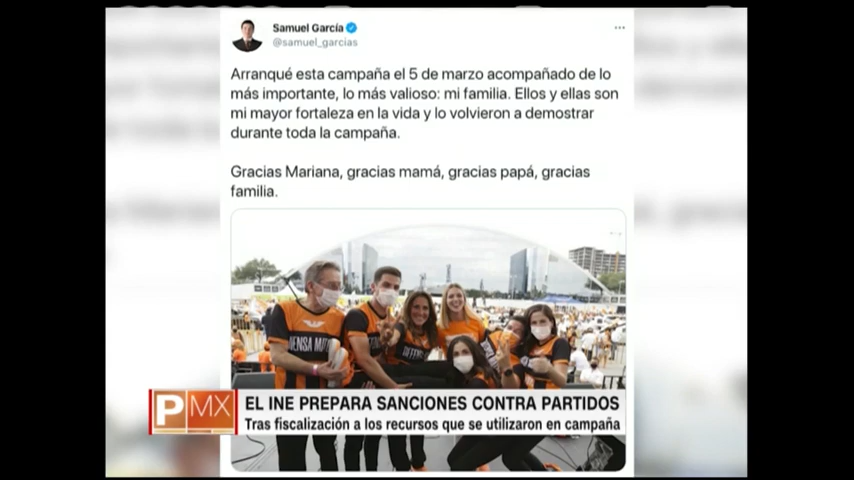 Samuel García
@samuel_garcias
Arranqué esta campaña el 5 de marzo acompañado de lo
más importante, lo más valioso: mi familia. Ellos y ellas son
mi mayor fortaleza en la vida y lo volvieron a demostrar
durante toda la campaña.
Gracias Mariana, gracias mamá, gracias papá, gracias
familia.
PMX
EL INE PREPARA SANCIONES CONTRA PARTIDOS
Tras fiscalización a los recursos que se utilizaron en campaña